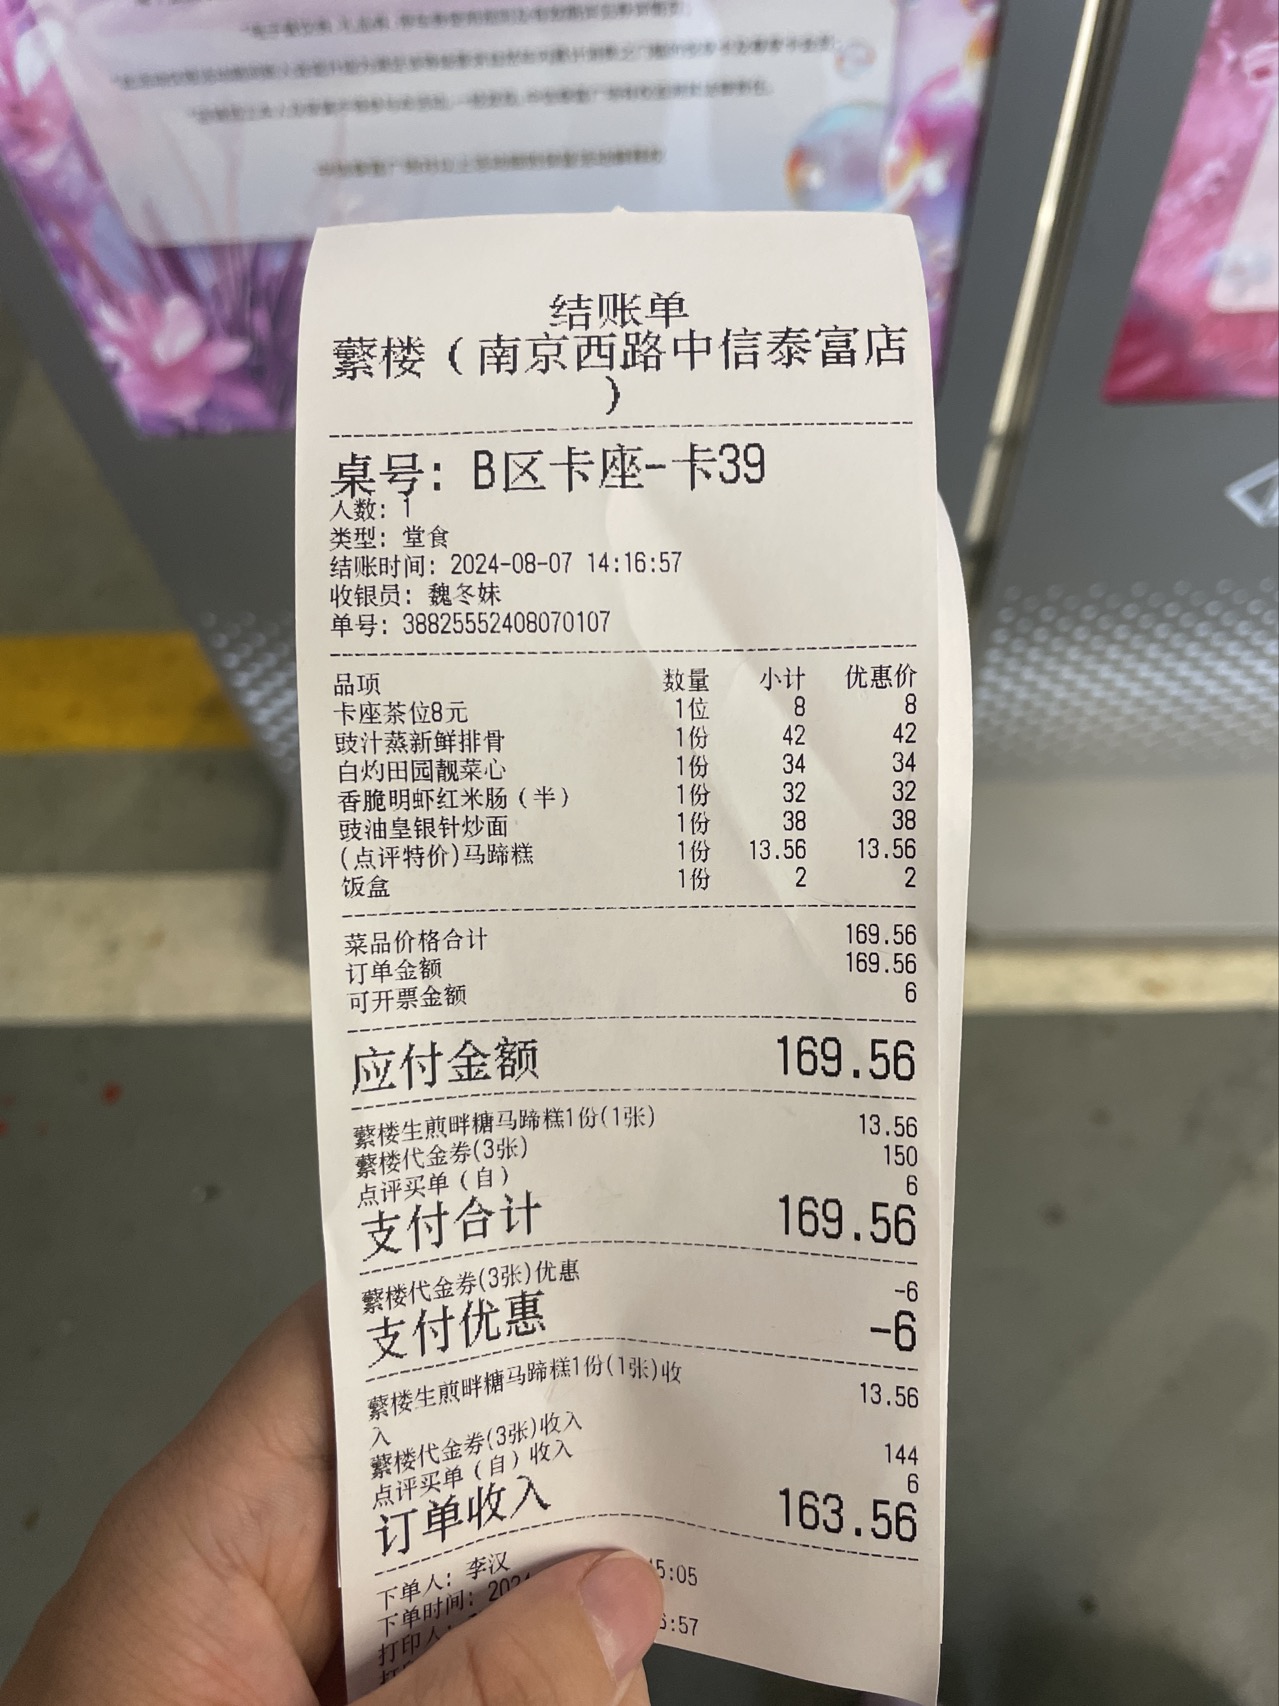 结账单
蘩楼（南京西路中信泰富店
）
桌号: B区卡座-卡39
人数: 1
类型: 堂食
结账时间: 2024-08-07 14:16:57
收银员: 魏冬妹
单号: 38825552408070107
品项 数量 小计 优惠价
卡座茶位8元 1位 8 8
豉汁蒸新鲜排骨 1份 42 42
白灼田园靓菜心 1份 34 34
香脆明虾红米肠（半） 1份 32 32
豉油皇银针炒面 1份 38 38
(点评特价)马蹄糕 1份 13.56 13.56
饭盒 1份 2 2
菜品价格合计 169.56
订单金额 169.56
可开票金额 6
应付金额 169.56
蘩楼生煎畔糖马蹄糕1份(1张) 13.56
蘩楼代金券(3张) 150
点评买单（自） 6
支付合计 169.56
蘩楼代金券(3张)优惠 -6
支付优惠 -6
蘩楼生煎畔糖马蹄糕1份(1张)收 13.56
入
蘩楼代金券(3张)收入 144
点评买单（自）收入 6
订单收入 163.56
下单人: 李汉
下单时间: 202 5:05
打印人: 6:57